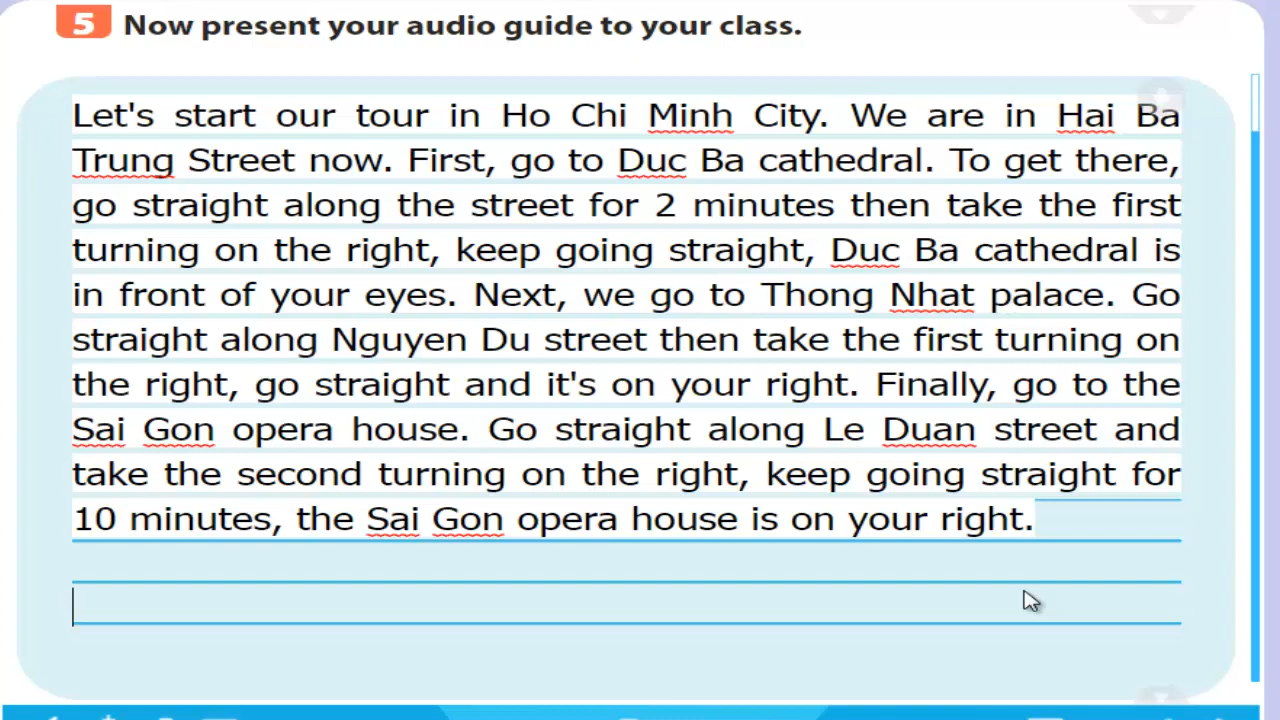 5 Now present your audio guide to your class.
Let's start our tour in Ho Chi Minh City. We are in Hai Ba
Trung Street now. First, go to Duc Ba cathedral. To get there,
go straight along the street for 2 minutes then take the first
turning on the right, keep going straight, Duc Ba cathedral is
in front of your eyes. Next, we go to Thong Nhat palace. Go
straight along Nguyen Du street then take the first turning on
the right, go straight and it's on your right. Finally, go to the
Sai Gon opera house. Go straight along Le Duan street and
take the second turning on the right, keep going straight for
10 minutes, the Sai Gon opera house is on your right.